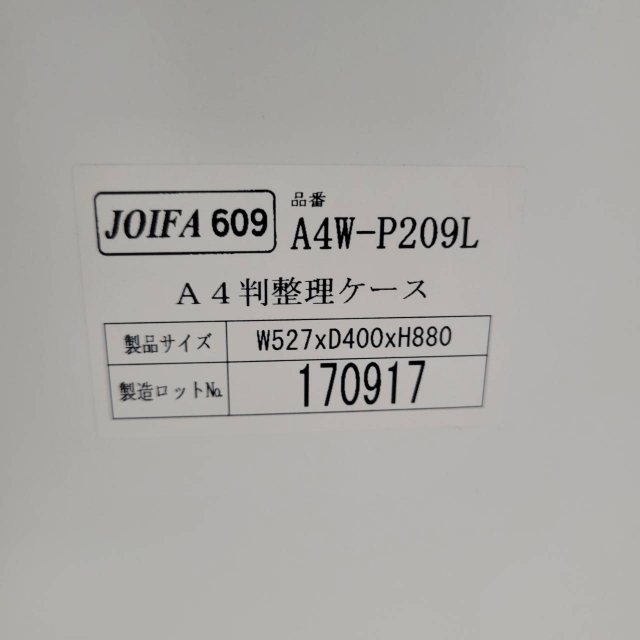 JOIFA 609
品番
A4W-P209L
A4判整理ケース
製品サイズ W527xD400xH880
製造ロット№ 170917